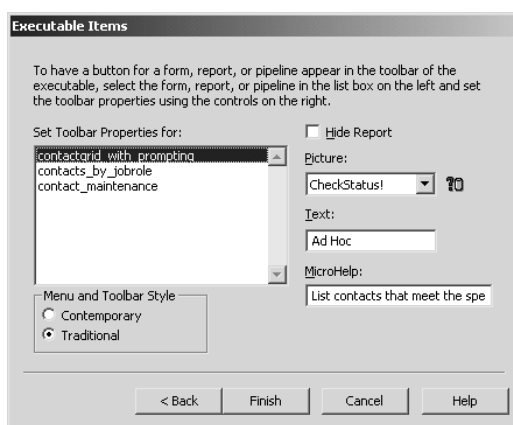 Executable Items
To have a button for a form, report, or pipeline appear in the toolbar of the
executable, select the form, report, or pipeline in the list box on the left and set
the toolbar properties using the controls on the right.
Set Toolbar Properties for:
contactgrid_with_prompting
contacts_by_jobrole
contact_maintenance
Menu and Toolbar Style
Contemporary
Traditional
Hide Report
Picture:
CheckStatus!
Text:
Ad Hoc
MicroHelp:
List contacts that meet the spe
< Back
Finish
Cancel
Help